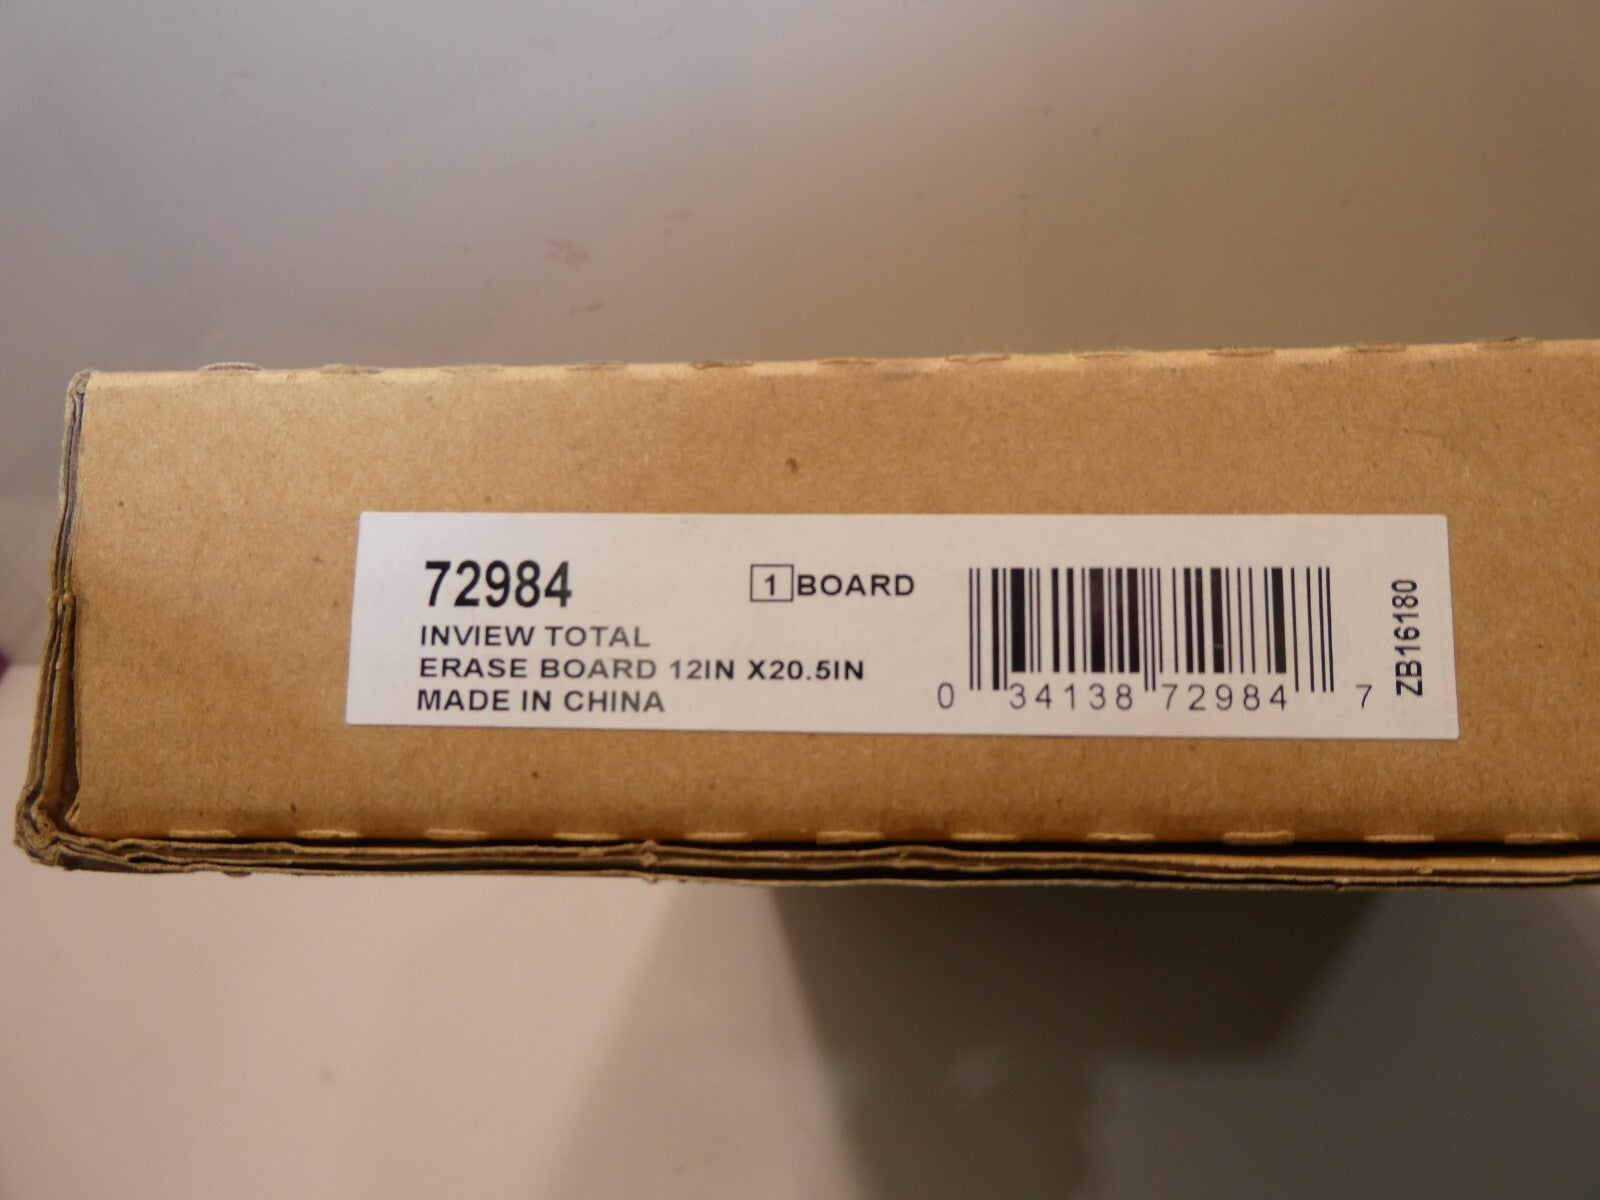 72984
1 BOARD
INVIEW TOTAL
ERASE BOARD 12IN X20.5IN
MADE IN CHINA
0 34138 72984 7
ZB16180